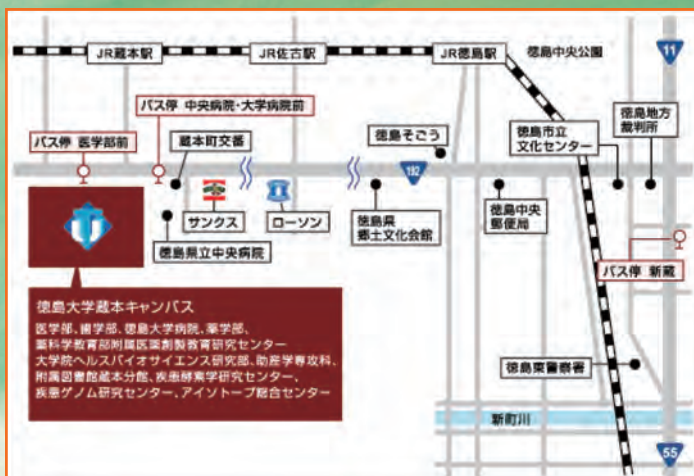 JR蔵本駅
JR佐古駅
JR徳島駅
徳島中央公園
11
バス停 中央病院・大学病院前
バス停 医学部前
蔵本町交番
徳島そごう
徳島市立
文化センター
徳島地方
裁判所
192
サンクス
ローソン
徳島県立中央病院
徳島県
郷土文化会館
徳島中央
郵便局
バス停 新蔵
徳島大学蔵本キャンパス
医学部、歯学部、徳島大学病院、薬学部、
薬科学教育部附属医薬創製教育研究センター
大学院ヘルスバイオサイエンス研究部、助産学専攻科、
附属図書館蔵本分館、疾患酵素学研究センター、
疾患ゲノム研究センター、アイソトープ総合センター
徳島東警察署
新町川
55